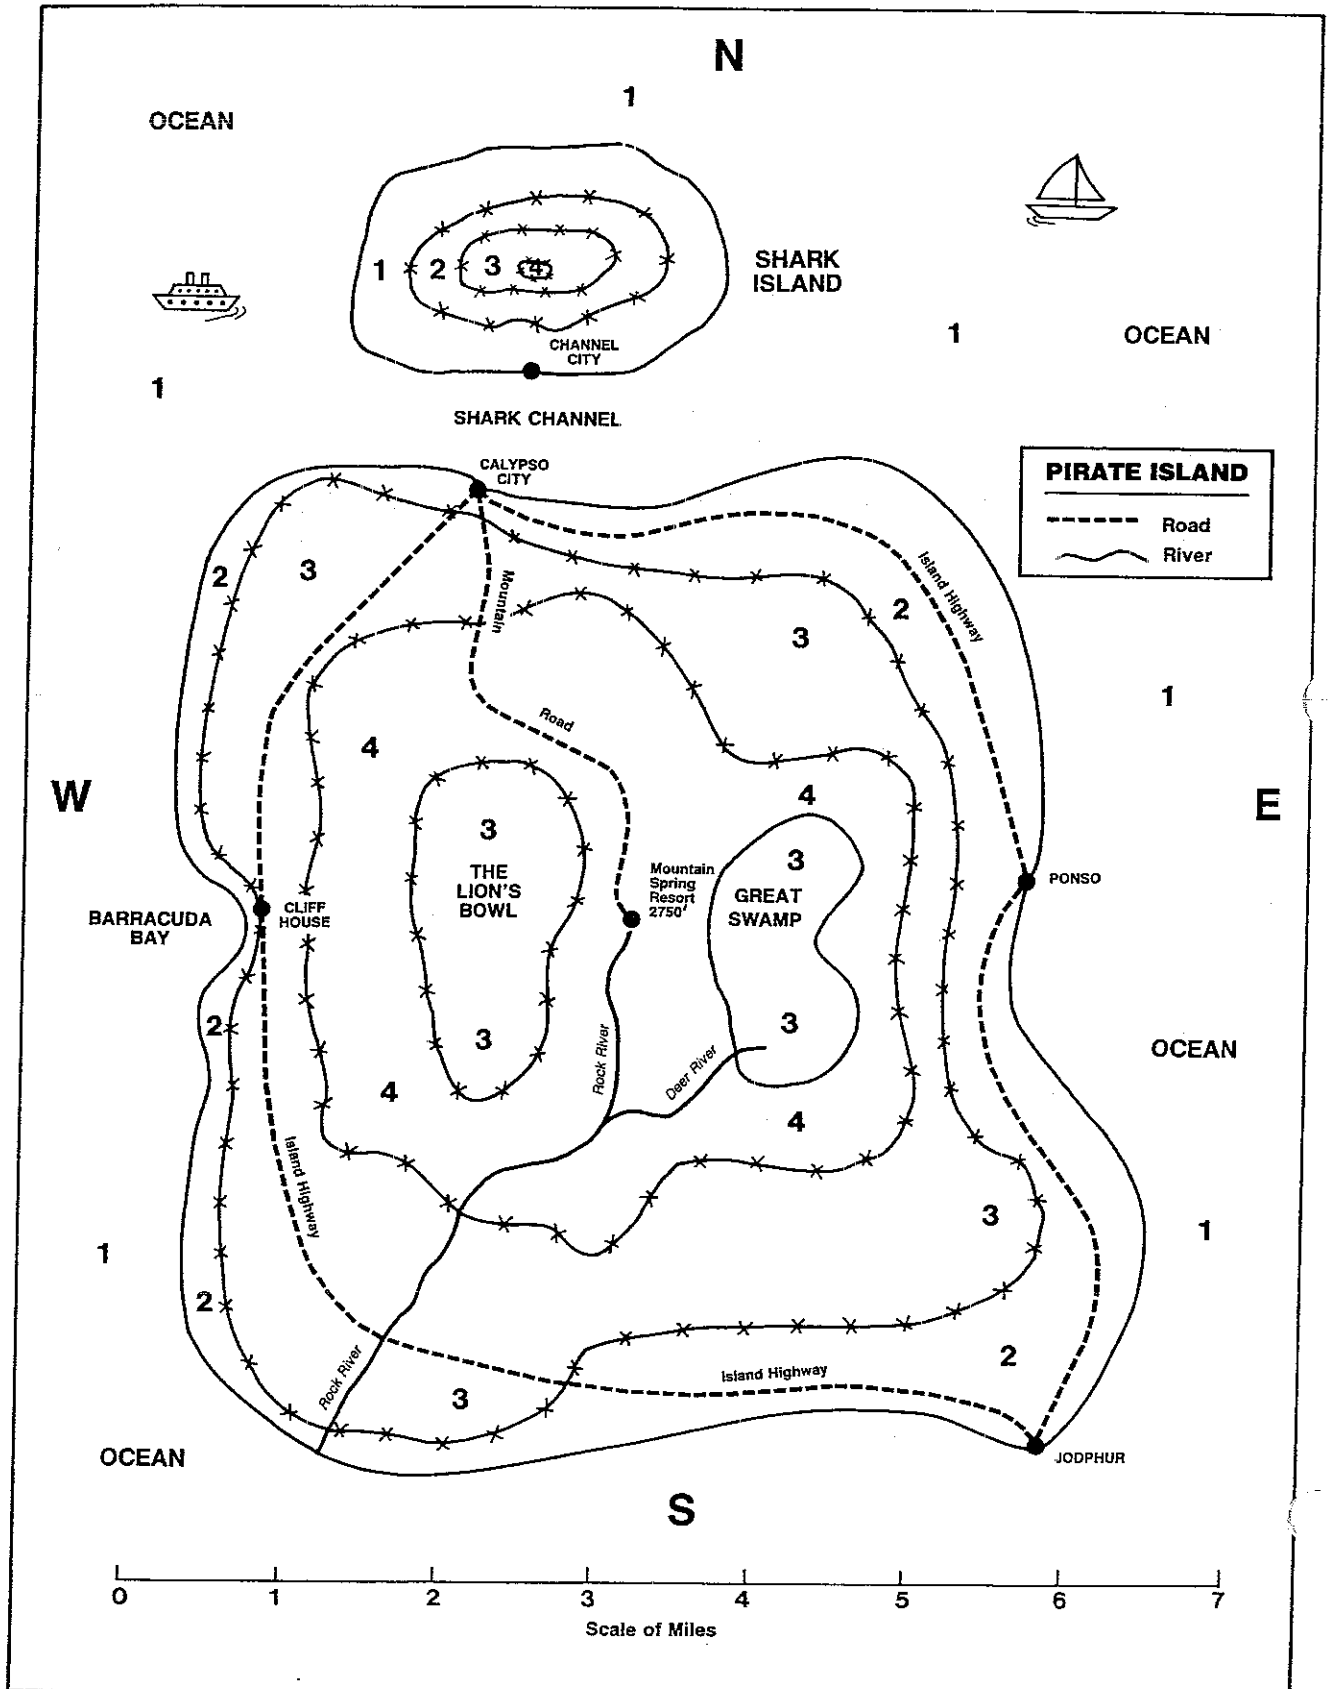 N
1
OCEAN
SHARK
ISLAND
1
2
3
4
1
OCEAN
CHANNEL
CITY
1
SHARK CHANNEL
CALYPSO
CITY
PIRATE ISLAND
Road
River
2
3
Mountain
Island Highway
2
3
1
Road
4
W
4
E
3
THE
LION'S
BOWL
3
Mountain
Spring
Resort
2750'
GREAT
SWAMP
PONSO
CLIFF
HOUSE
BARRACUDA
BAY
2
3
3
OCEAN
Rock River
Deer River
4
4
Island Highway
3
1
1
2
2
Island Highway
Rock River
3
OCEAN
JODPHUR
S
0 1 2 3 4 5 6 7
Scale of Miles